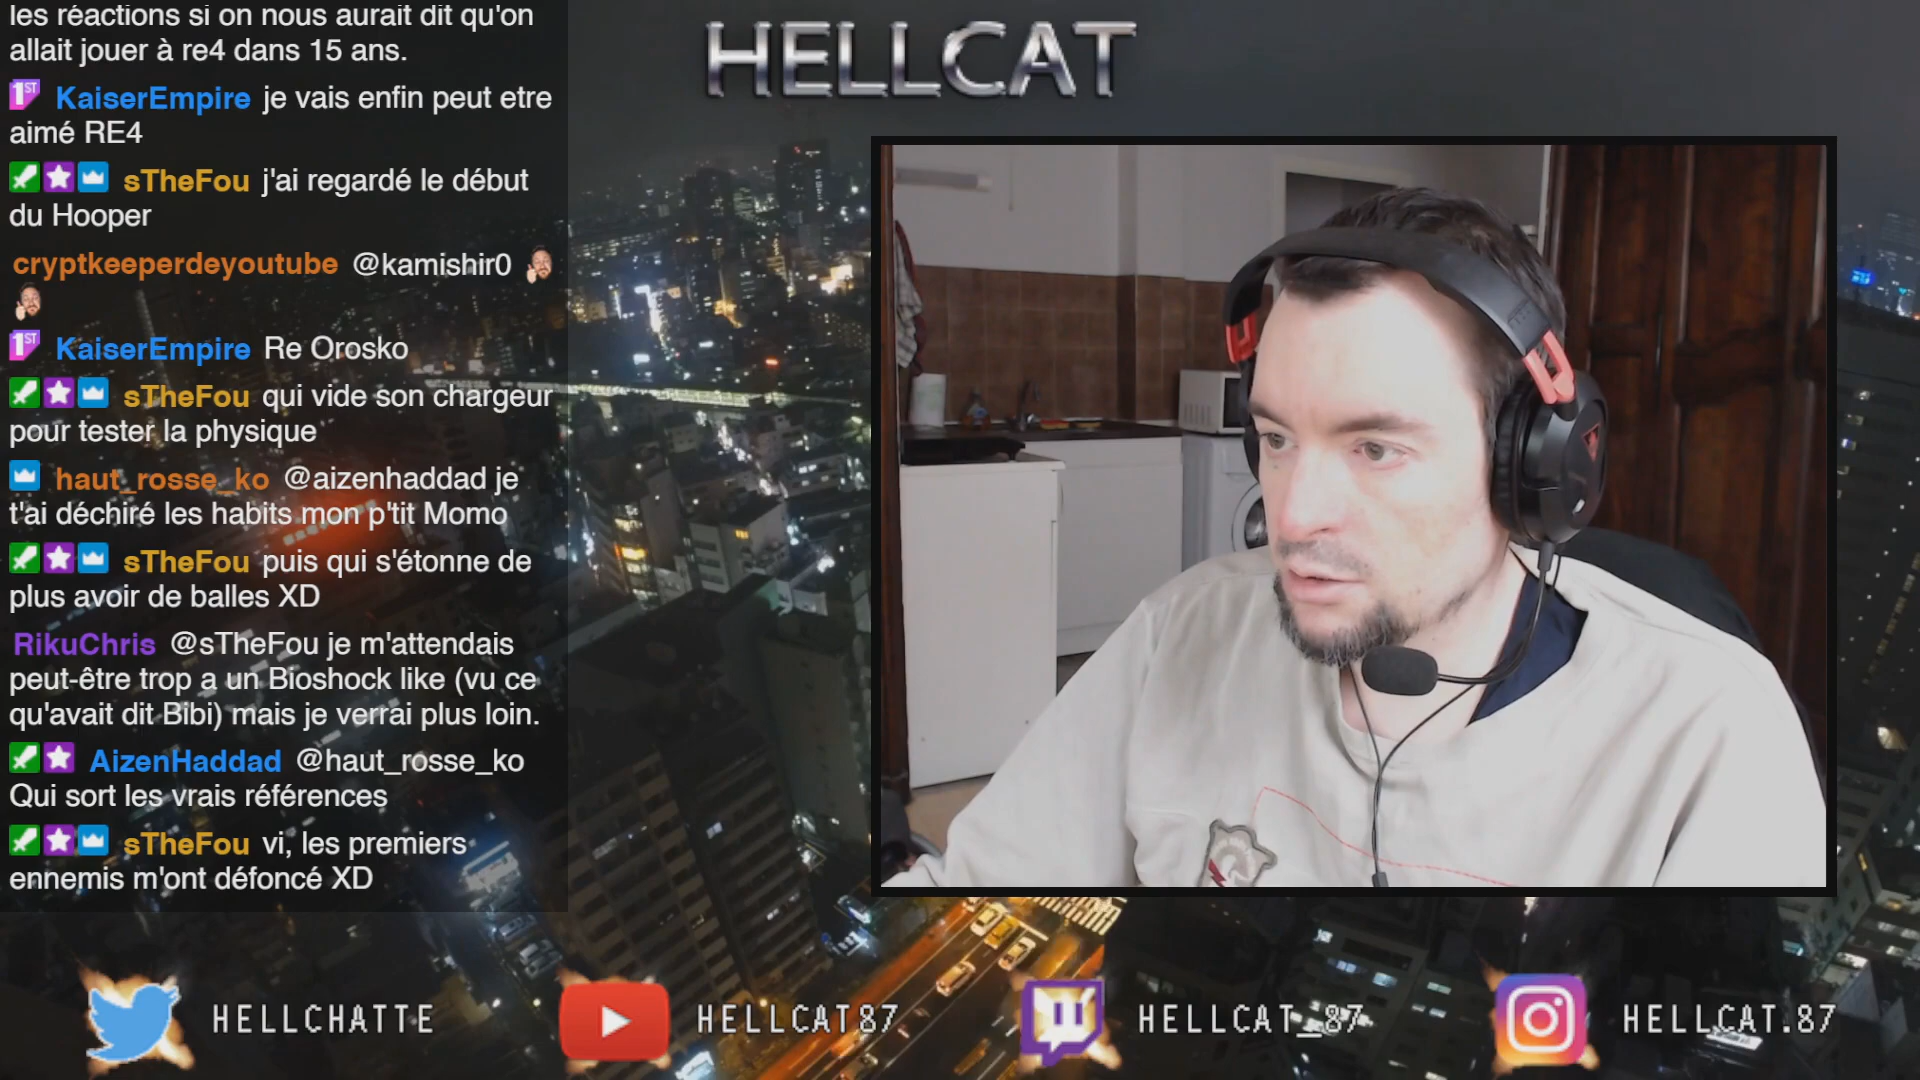 les réactions si on nous aurait dit qu'on
allait jouer à re4 dans 15 ans.
1ST KaiserEmpire je vais enfin peut etre
aimé RE4
sTheFou j'ai regardé le début
du Hooper
cryptkeeperdeyoutube @kamishir0
1ST KaiserEmpire Re Orosko
sTheFou qui vide son chargeur
pour tester la physique
haut_rosse_ko @aizenhaddad je
t'ai déchiré les habits mon p'tit Momo
sTheFou puis qui s'étonne de
plus avoir de balles XD
RikuChris @sTheFou je m'attendais
peut-être trop a un Bioshock like (vu ce
qu'avait dit Bibi) mais je verrai plus loin.
AizenHaddad @haut_rosse_ko
Qui sort les vrais références
sTheFou vi, les premiers
ennemis m'ont défoncé XD
HELLCAT
HELLCHATTE
HELLCAT87
HELLCAT_87
HELLCAT.87